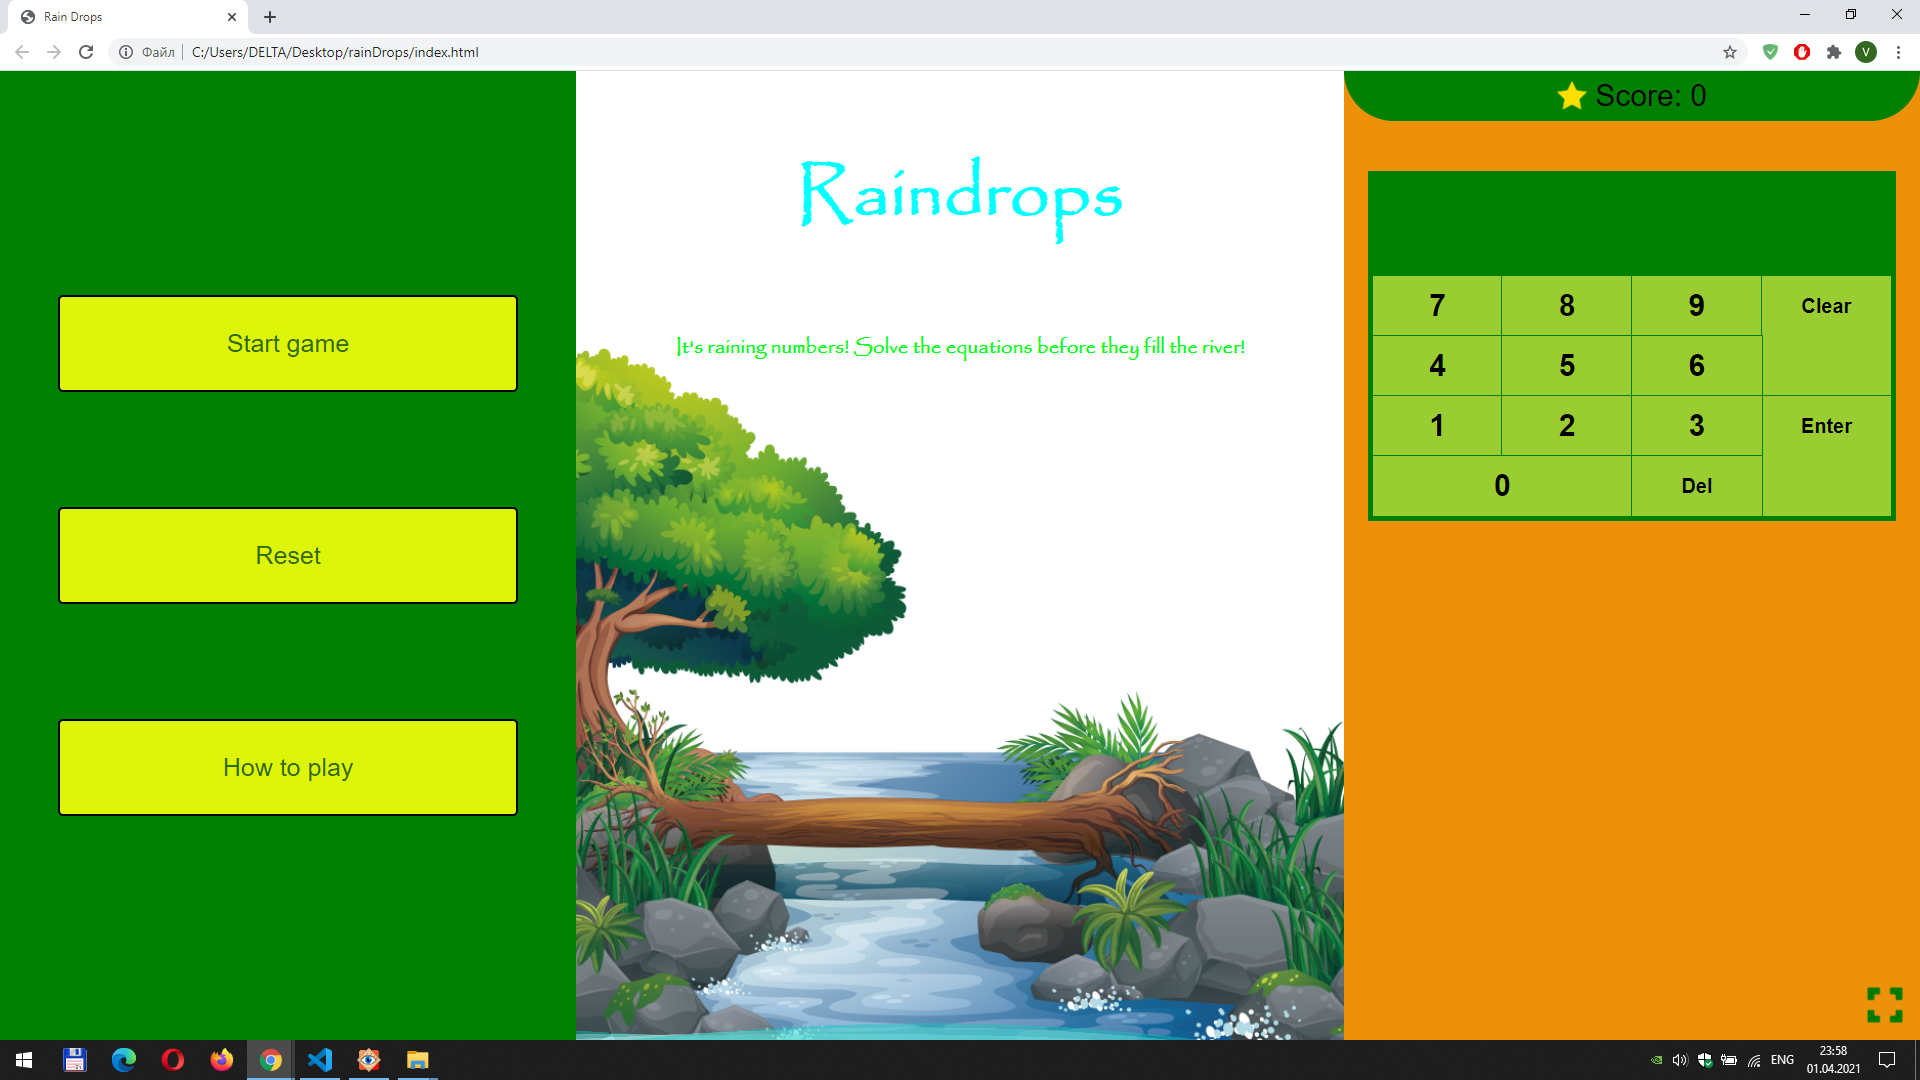 Rain Drops
Файл | C:/Users/DELTA/Desktop/rainDrops/index.html
V
Start game
Reset
How to play
Raindrops
It's raining numbers! Solve the equations before they fill the river!
Score: 0
7 8 9 Clear
4 5 6
1 2 3 Enter
0 Del
ENG
23:58
01.04.2021